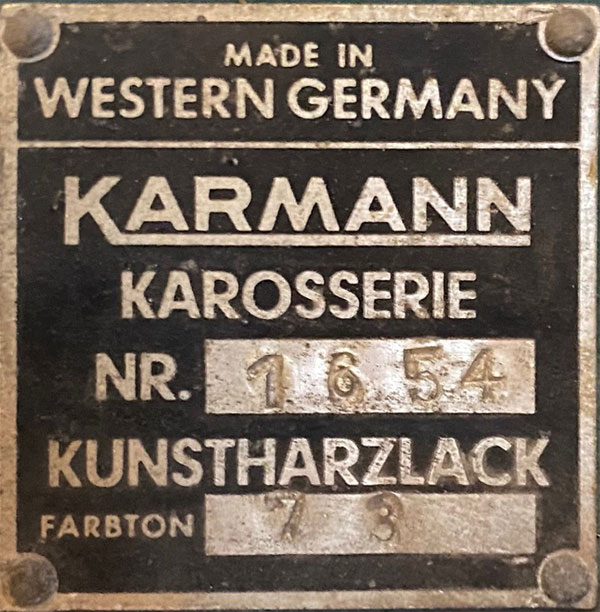 MADE IN
WESTERN GERMANY
KARMANN
KAROSSERIE
NR. 1654
KUNSTHARZLACK
FARBTON 73